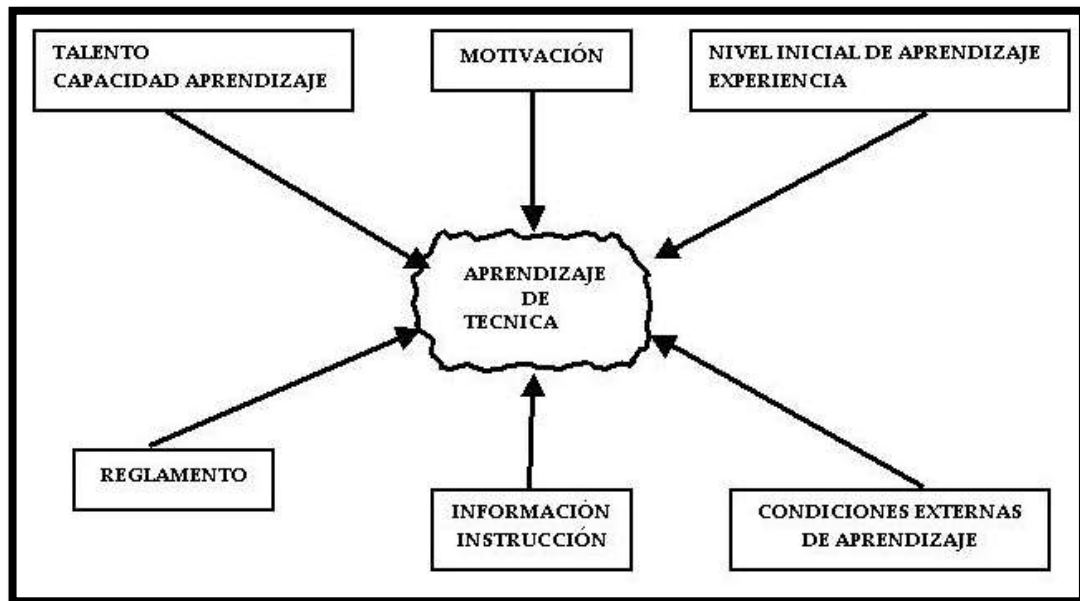 TALENTO
CAPACIDAD APRENDIZAJE
MOTIVACIÓN
NIVEL INICIAL DE APRENDIZAJE
EXPERIENCIA
APRENDIZAJE
DE
TECNICA
REGLAMENTO
INFORMACIÓN
INSTRUCCIÓN
CONDICIONES EXTERNAS
DE APRENDIZAJE